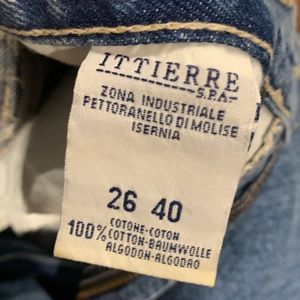 ITTIERRE
S.P.A.
ZONA INDUSTRIALE
PETTORANELLO DI MOLISE
ISERNIA
26 40
COTONE-COTON
100% COTTON-BAUMWOLLE
ALGODON-ALGODAO